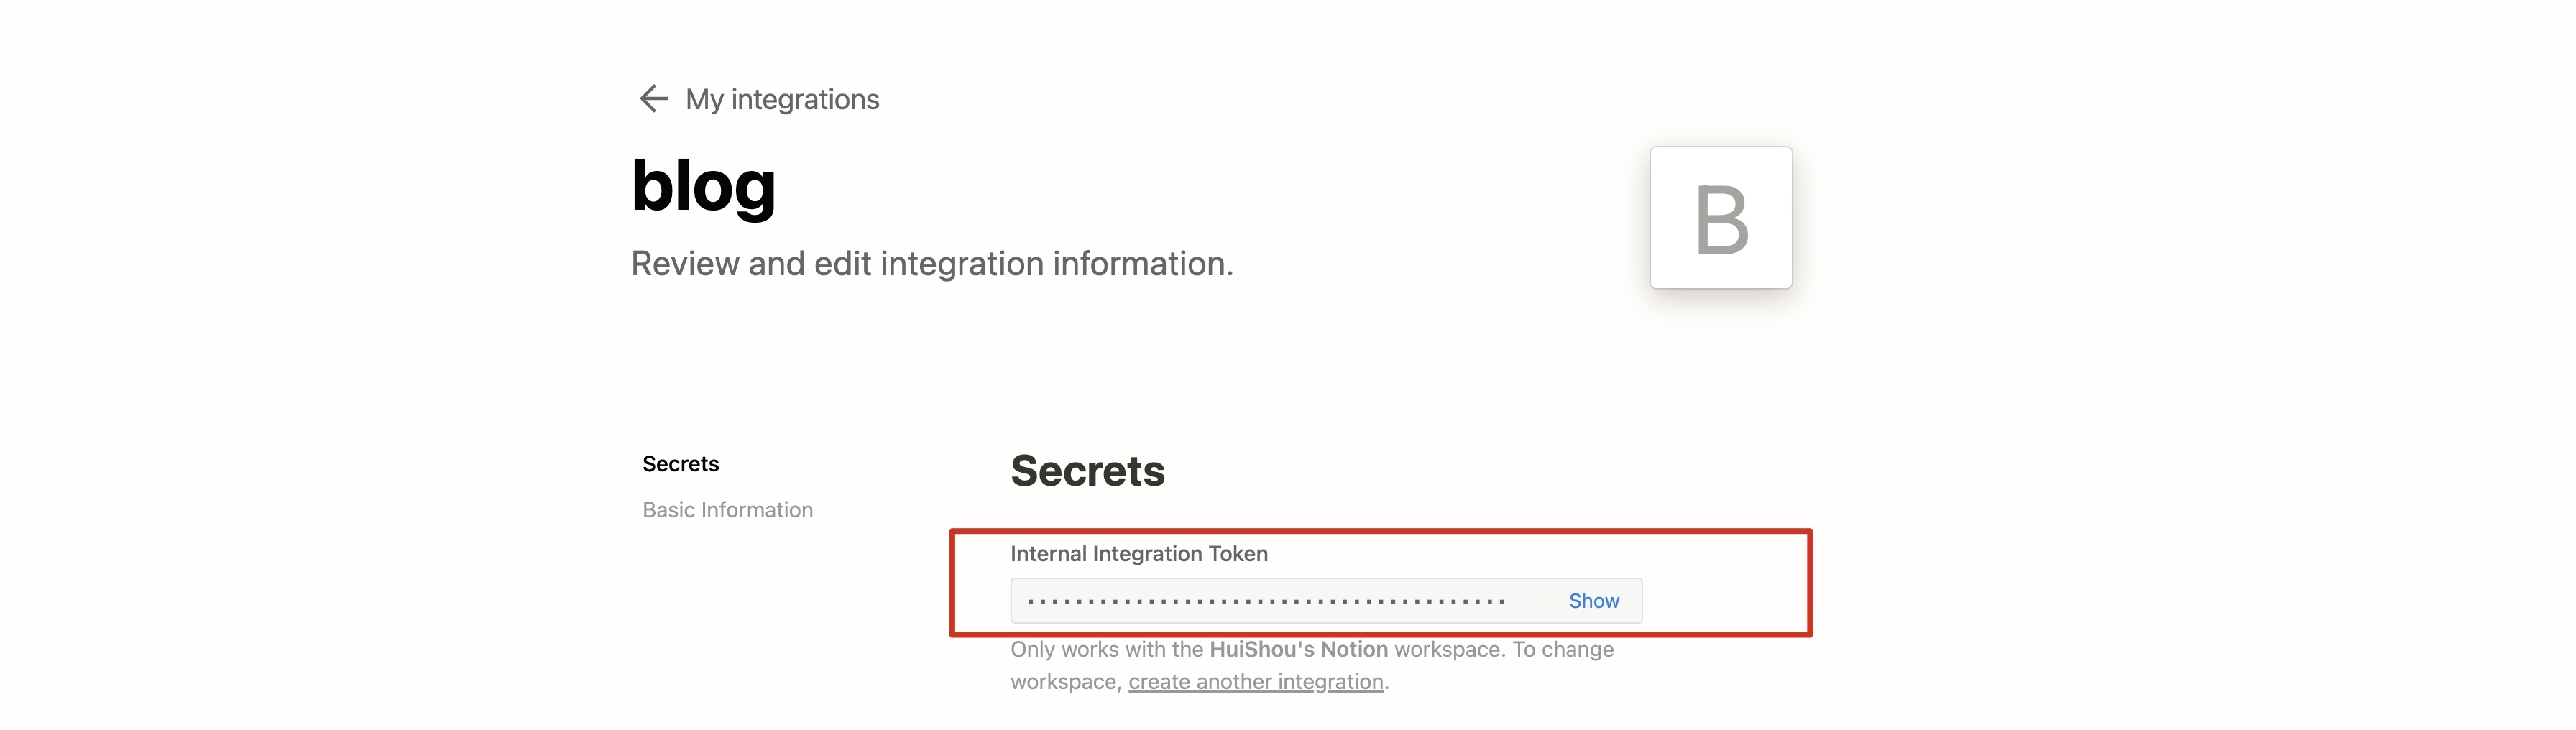 ← My integrations
blog
B
Review and edit integration information.
Secrets
Basic Information
Secrets
Internal Integration Token
Show
Only works with the HuiShou's Notion workspace. To change
workspace, create another integration.